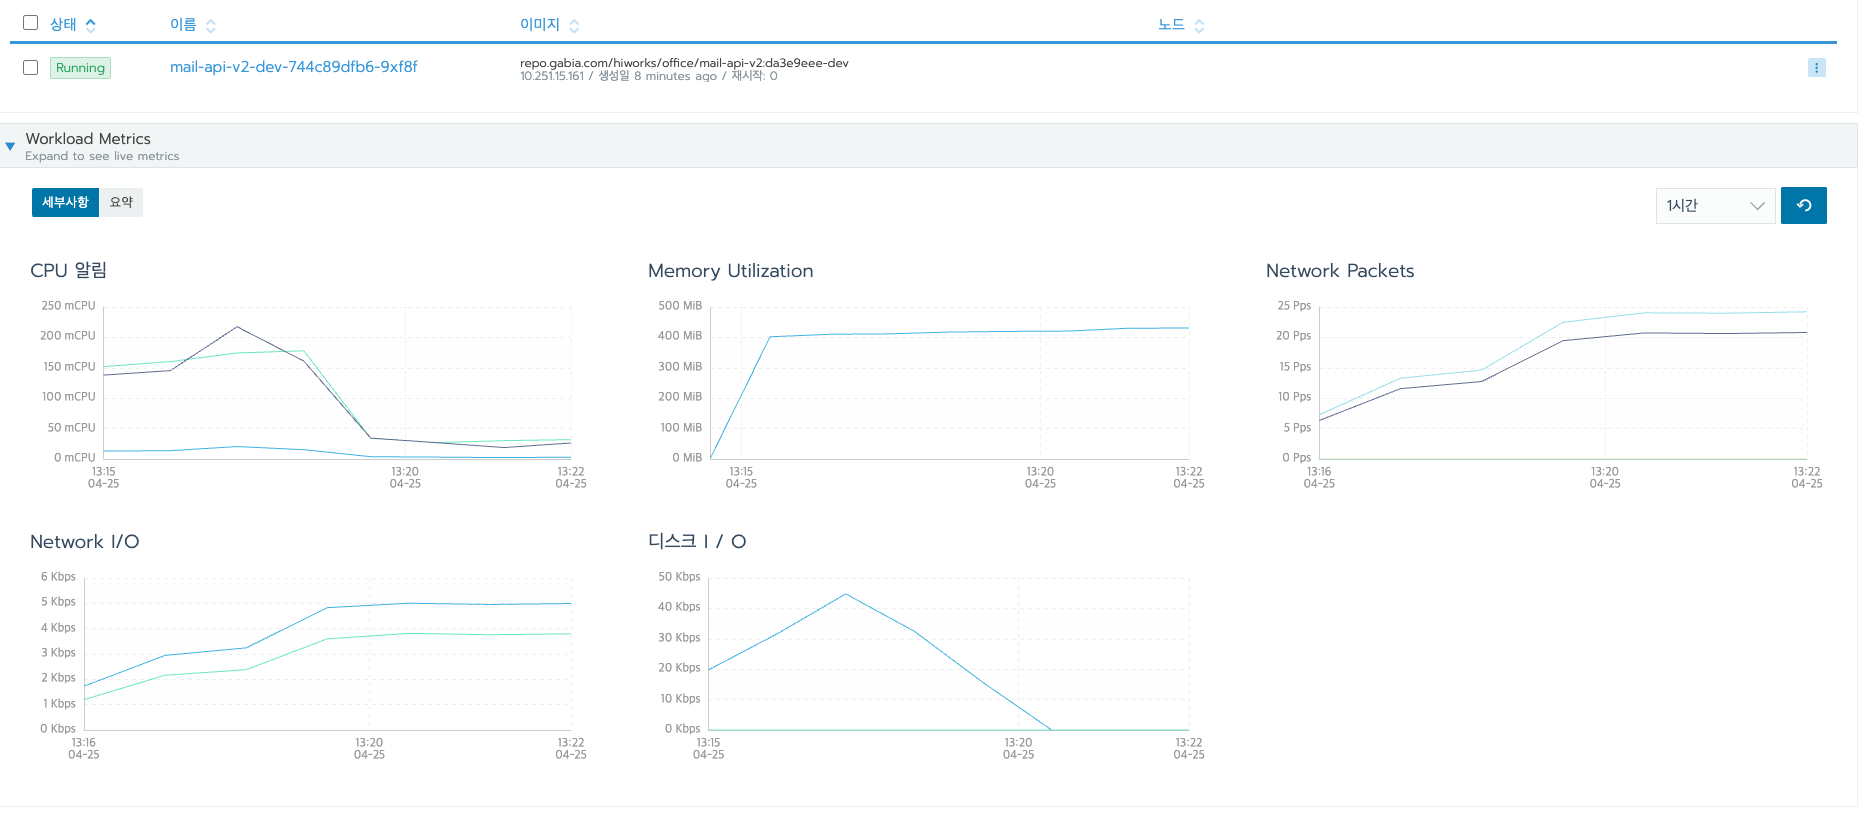 상태 이름 이미지 노드
Running mail-api-v2-dev-744c89dfb6-9xf8f repo.gabia.com/hiworks/office/mail-api-v2:da3e9eee-dev
10.251.15.161 / 생성일 8 minutes ago / 재시작: 0
Workload Metrics
Expand to see live metrics
세부사항 요약 1시간
CPU 알림
250 mCPU
200 mCPU
150 mCPU
100 mCPU
50 mCPU
0 mCPU
13:15 13:20 13:22
04-25 04-25 04-25
Memory Utilization
500 MiB
400 MiB
300 MiB
200 MiB
100 MiB
0 MiB
13:15 13:20 13:22
04-25 04-25 04-25
Network Packets
25 Pps
20 Pps
15 Pps
10 Pps
5 Pps
0 Pps
13:16 13:20 13:22
04-25 04-25 04-25
Network I/O
6 Kbps
5 Kbps
4 Kbps
3 Kbps
2 Kbps
1 Kbps
0 Kbps
13:16 13:20 13:22
04-25 04-25 04-25
디스크 I / O
50 Kbps
40 Kbps
30 Kbps
20 Kbps
10 Kbps
0 Kbps
13:15 13:20 13:22
04-25 04-25 04-25